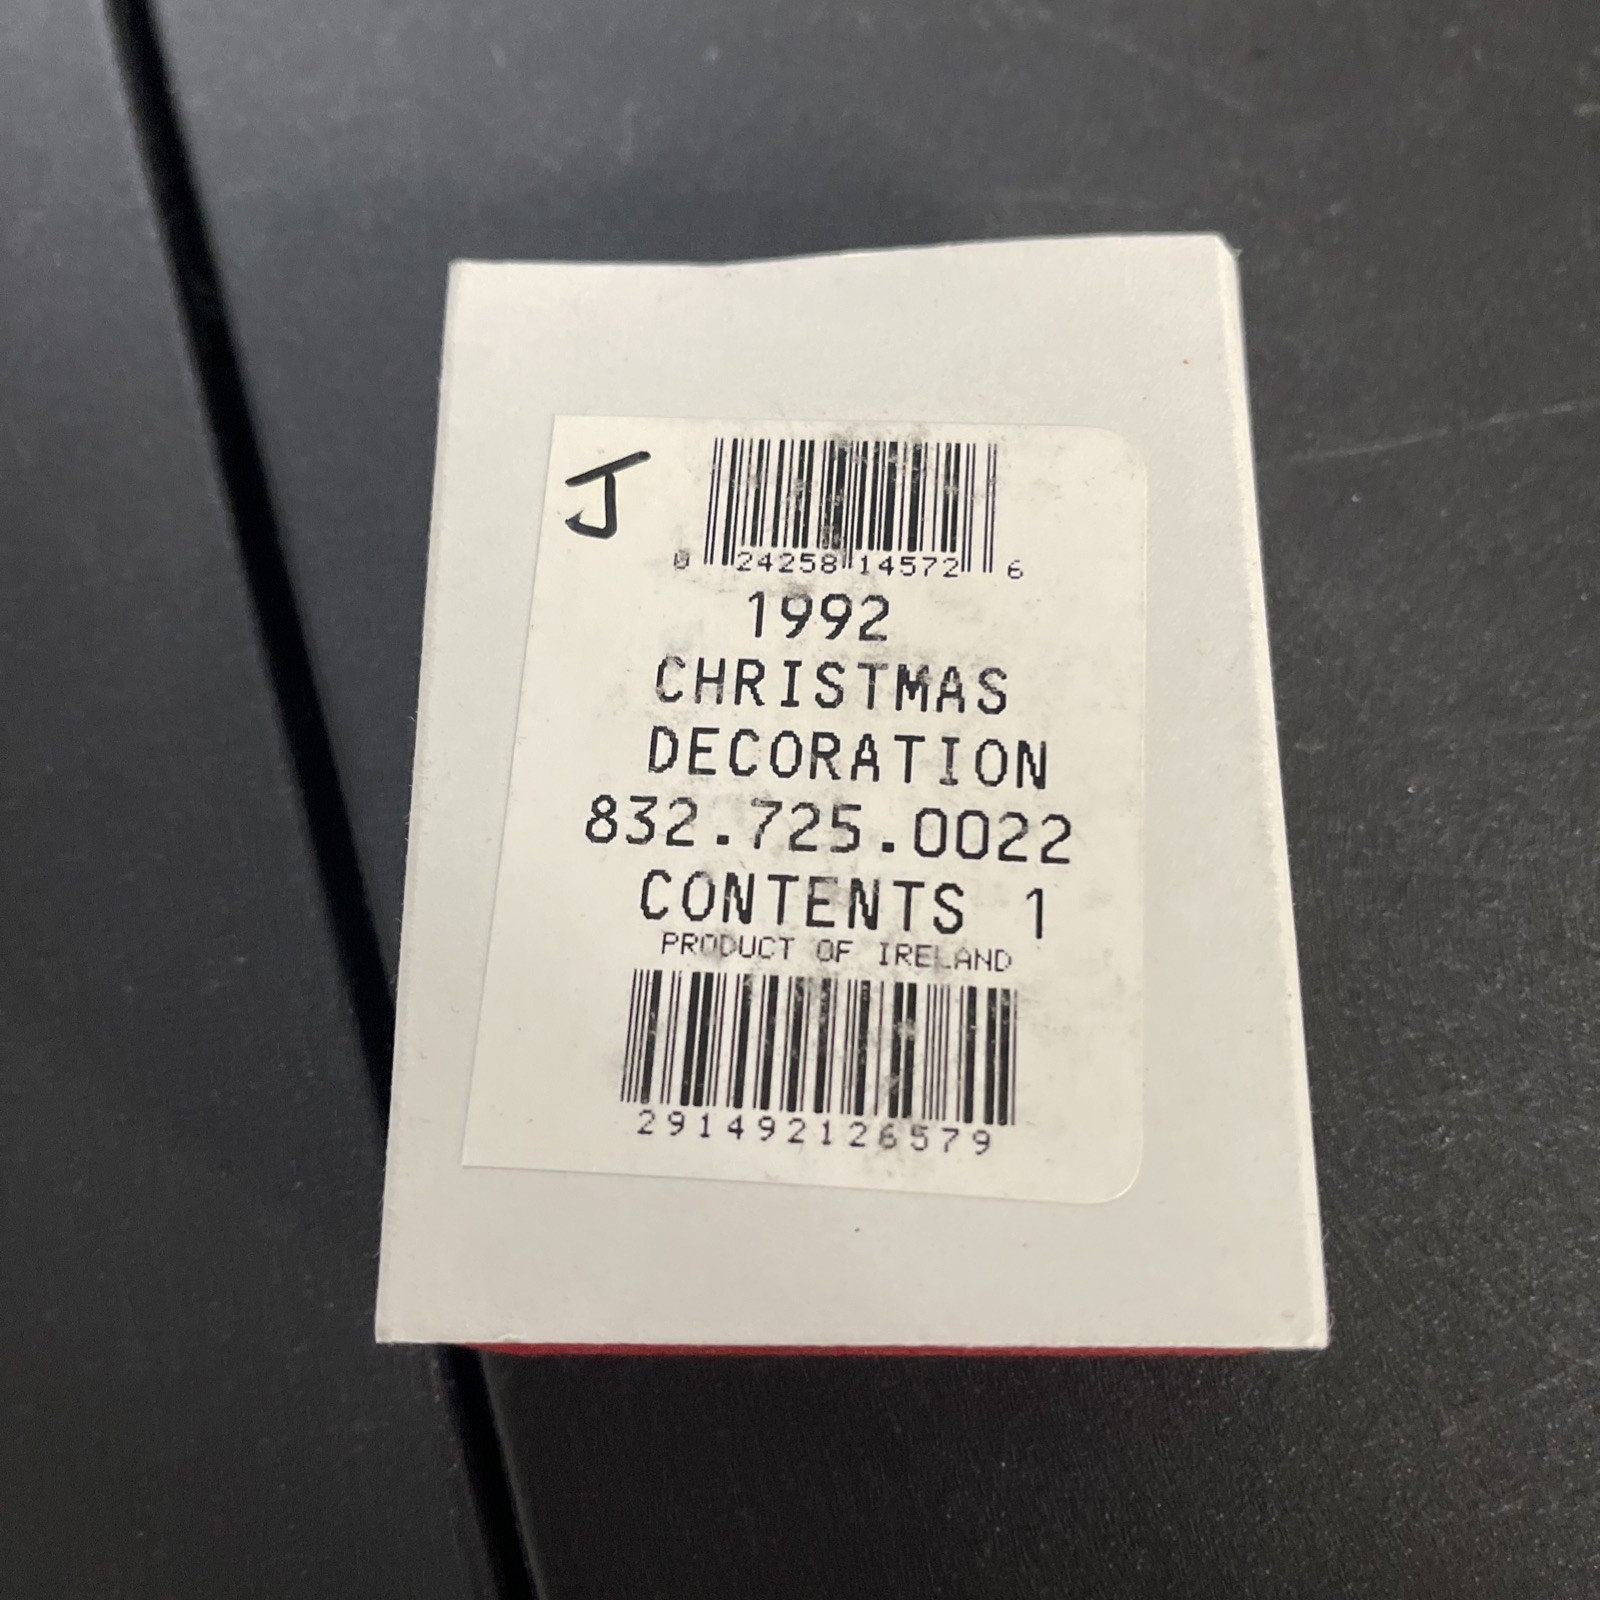 J
0 24258 14572 6
1992
CHRISTMAS
DECORATION
832.725.0022
CONTENTS 1
PRODUCT OF IRELAND
291492126579